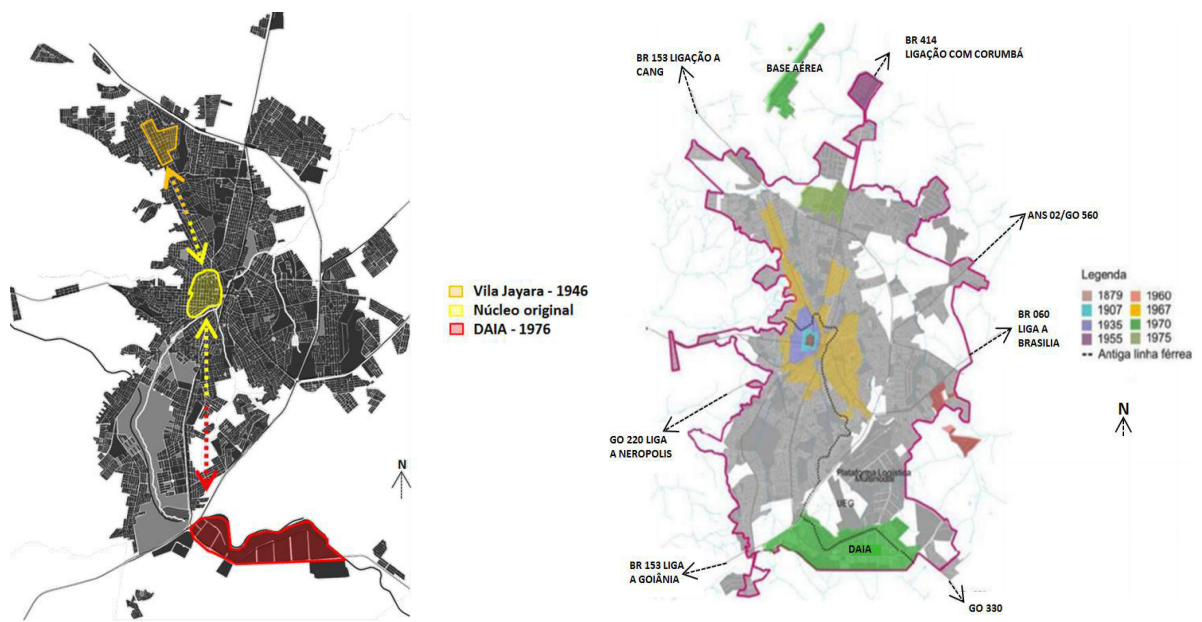 Vila Jayara - 1946
Núcleo original
DAIA - 1976
N
BR 153 LIGAÇÃO A
CANG
BASE AÉREA
BR 414
LIGAÇÃO COM CORUMBÁ
ANS 02/GO 560
BR 060
LIGA A
BRASILIA
GO 220 LIGA
A NEROPOLIS
Plataforma Logística
Multimodal
UEG
DAIA
BR 153 LIGA
A GOIÂNIA
GO 330
Legenda
1879 1960
1907 1967
1935 1970
1955 1975
Antiga linha férrea
N